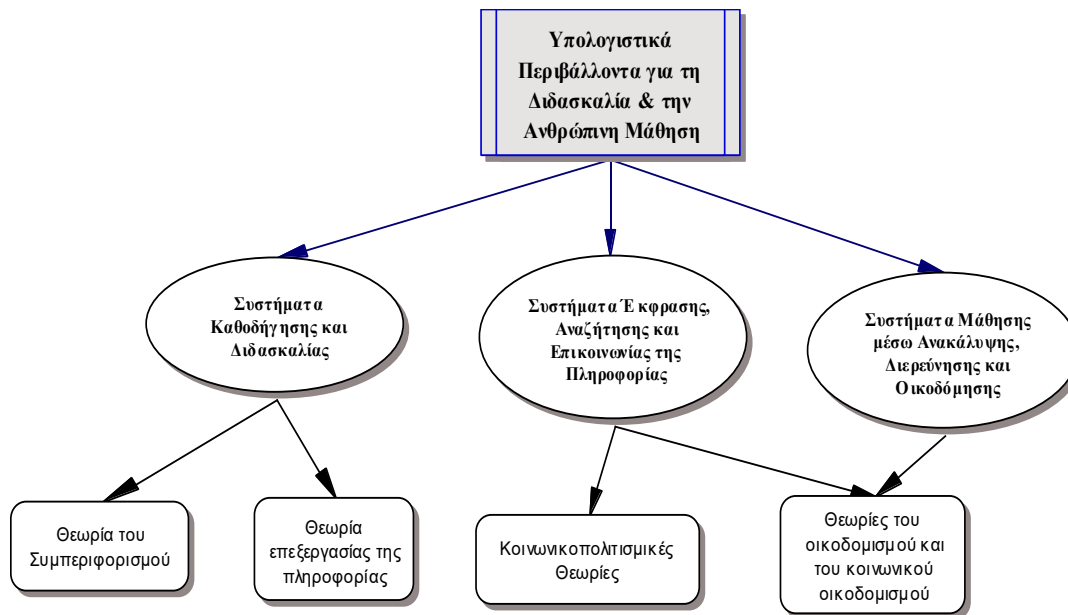 Υπολογιστικά
Περιβάλλοντα για τη
Διδασκαλία & την
Ανθρώπινη Μάθηση
Συστήματα
Καθοδήγησης και
Διδασκαλίας
Συστήματα Έκφρασης,
Αναζήτησης και
Επικοινωνίας της
Πληροφορίας
Συστήματα Μάθησης
μέσω Ανακάλυψης,
Διερεύνησης και
Οικοδόμησης
Θεωρία του
Συμπεριφορισμού
Θεωρία
επεξεργασίας της
πληροφορίας
Κοινωνικοπολιτισμικές
Θεωρίες
Θεωρίες του
οικοδομισμού και
του κοινωνικού
οικοδομισμού